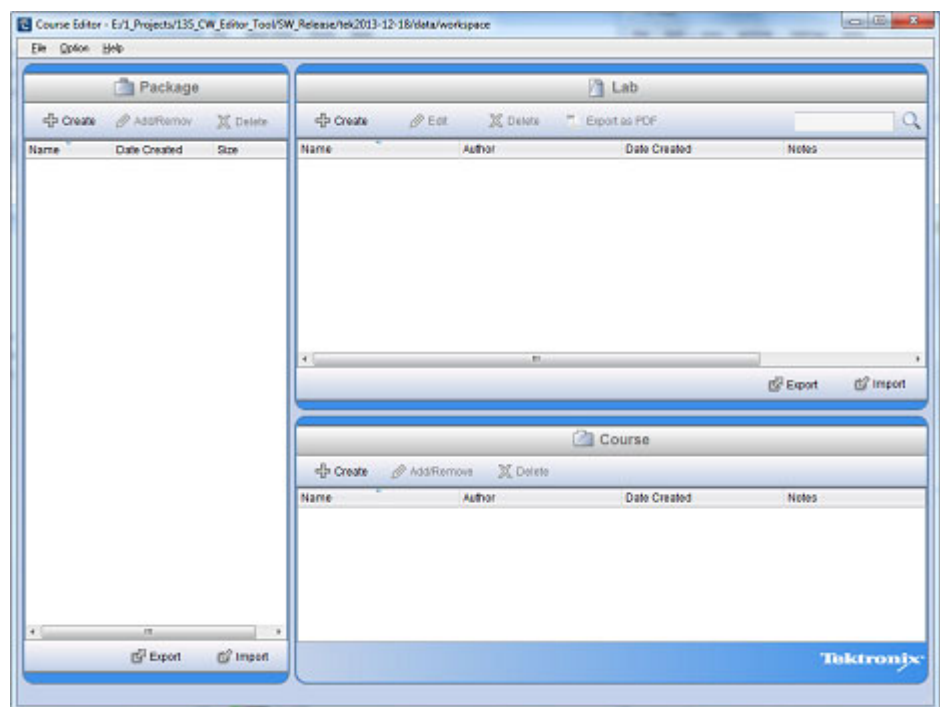 Course Editor - E:/1_Projects/135_CW_Editor_Tool/SW_Release/tek2013-12-18/data/workspace
File Option Help
Package
Create Add/Remov Delete
Name Date Created Size
Export Import
Lab
Create Edit Delete Export as PDF
Name Author Date Created Notes
Export Import
Course
Create Add/Remove Delete
Name Author Date Created Notes
Tektronix